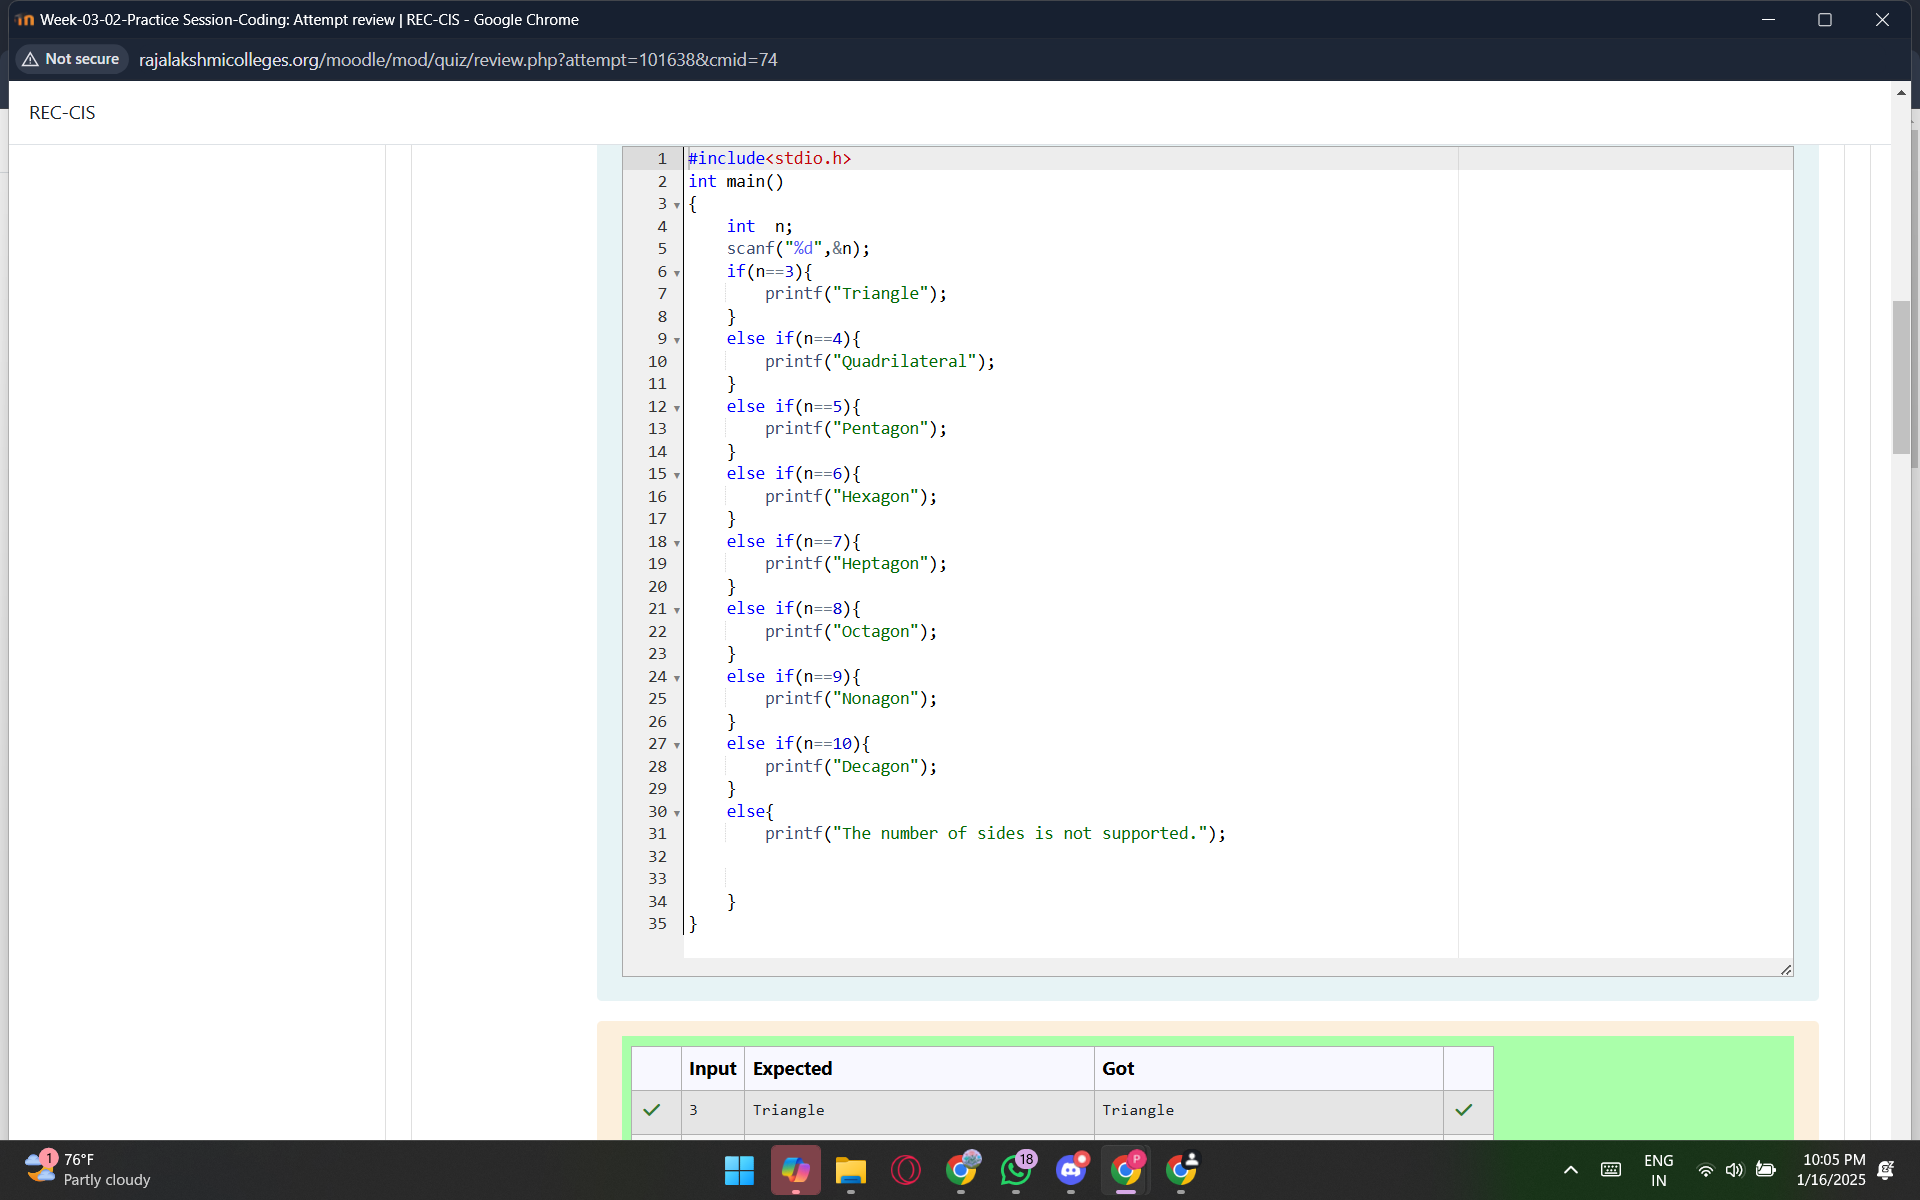 Week-03-02-Practice Session-Coding: Attempt review | REC-CIS - Google Chrome
Not secure rajalakshmicolleges.org/moodle/mod/quiz/review.php?attempt=101638&cmid=74
REC-CIS
1 #include<stdio.h>
2 int main()
3 {
4 int  n;
5 scanf("%d",&n);
6 if(n==3){
7 printf("Triangle");
8 }
9 else if(n==4){
10 printf("Quadrilateral");
11 }
12 else if(n==5){
13 printf("Pentagon");
14 }
15 else if(n==6){
16 printf("Hexagon");
17 }
18 else if(n==7){
19 printf("Heptagon");
20 }
21 else if(n==8){
22 printf("Octagon");
23 }
24 else if(n==9){
25 printf("Nonagon");
26 }
27 else if(n==10){
28 printf("Decagon");
29 }
30 else{
31 printf("The number of sides is not supported.");
32
33
34 }
35 }
Input Expected Got
3 Triangle Triangle
1 76°F
Partly cloudy
18
P
ENG
IN
10:05 PM
1/16/2025